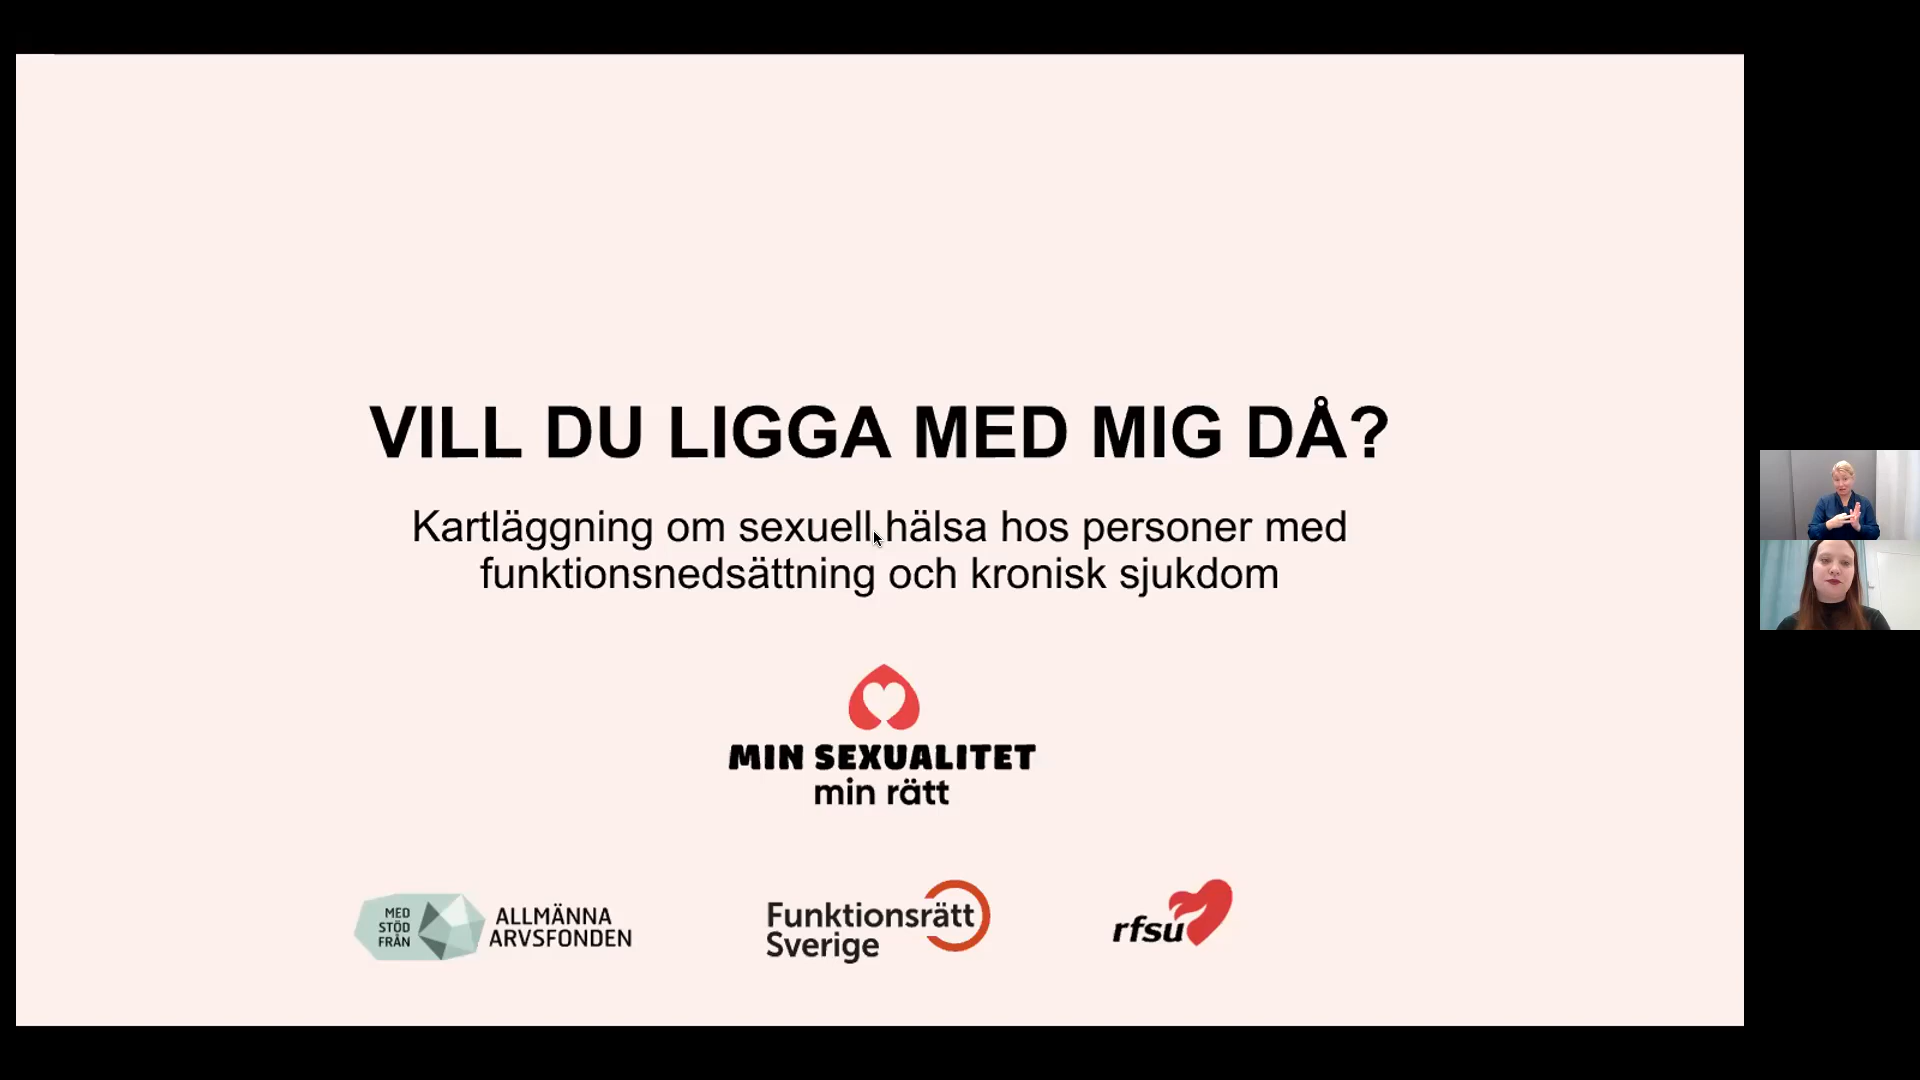 VILL DU LIGGA MED MIG DÅ?
Kartläggning om sexuell hälsa hos personer med
funktionsnedsättning och kronisk sjukdom
MIN SEXUALITET
min rätt
MED
STÖD
FRÅN
ALLMÄNNA
ARVSFONDEN
Funktionsrätt
Sverige
rfsu